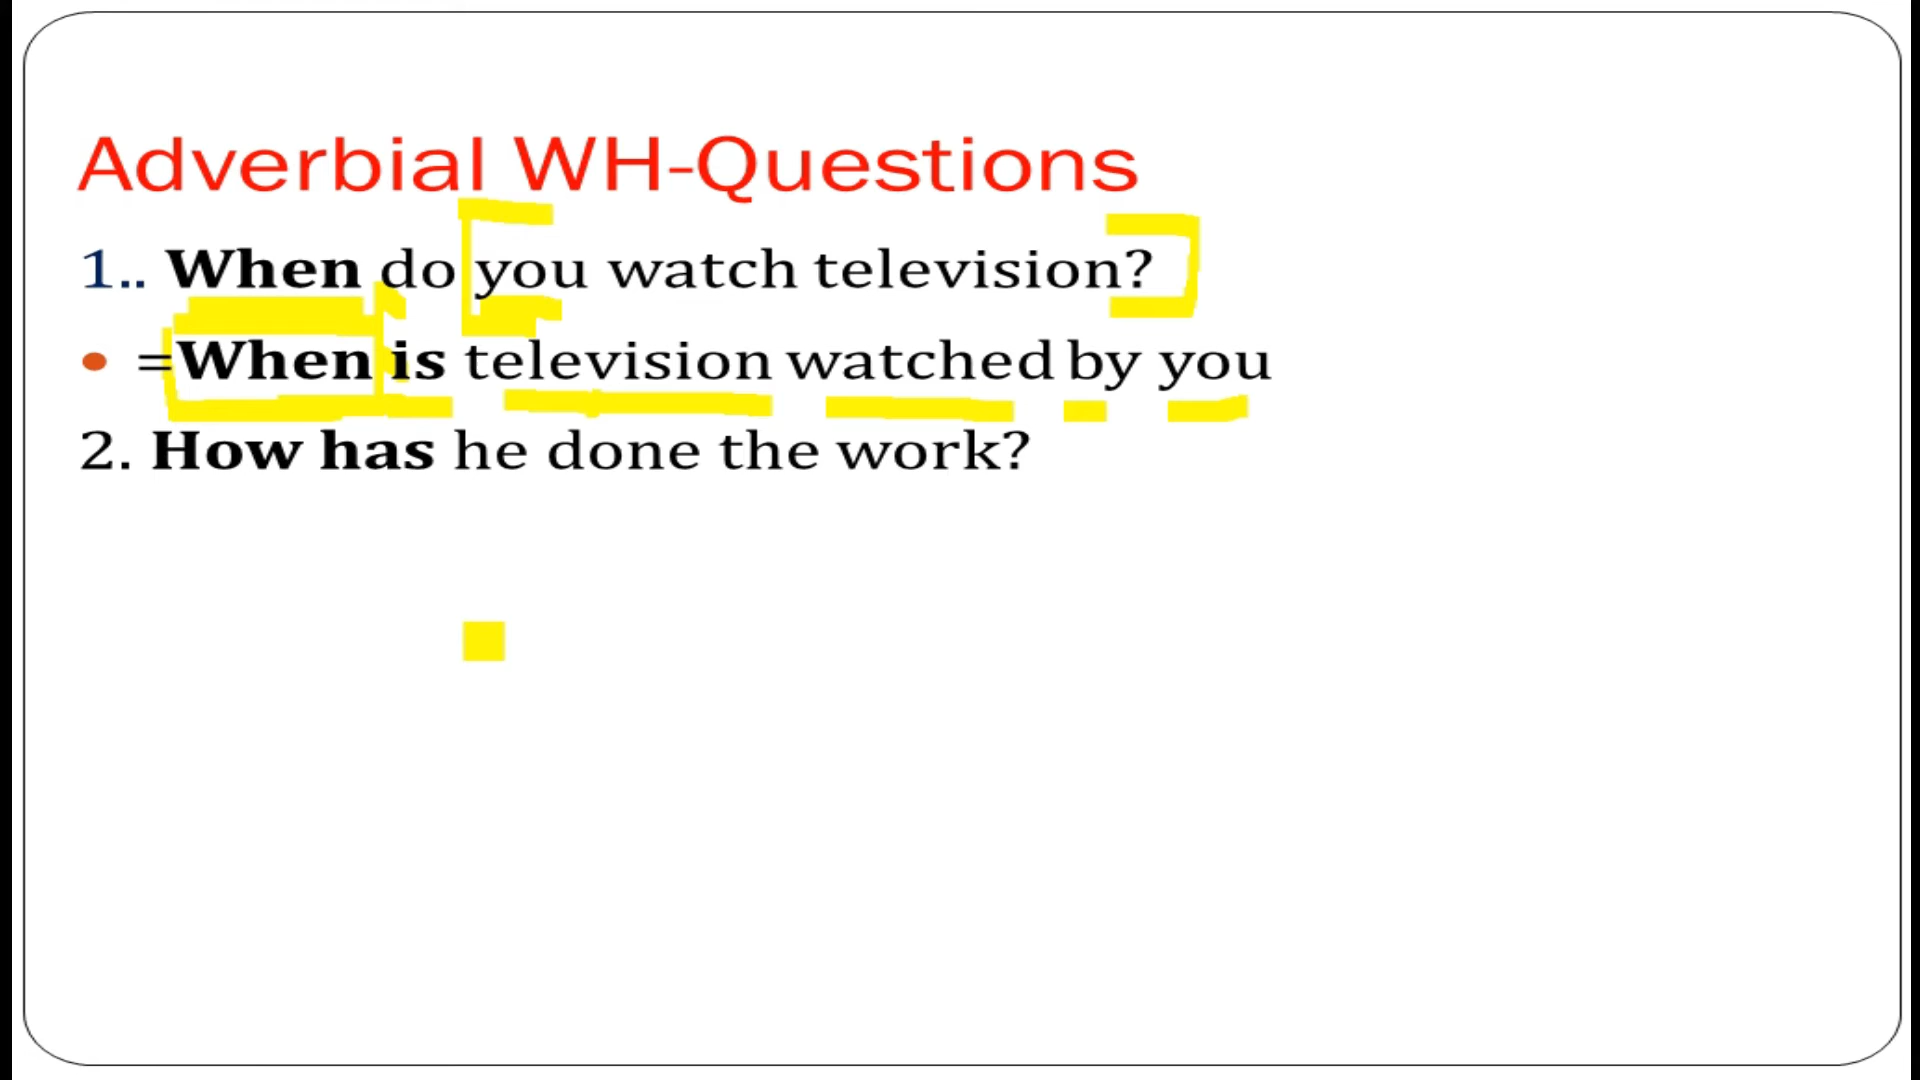 Adverbial WH-Questions
1.. When do you watch television?
• =When is television watched by you
2. How has he done the work?